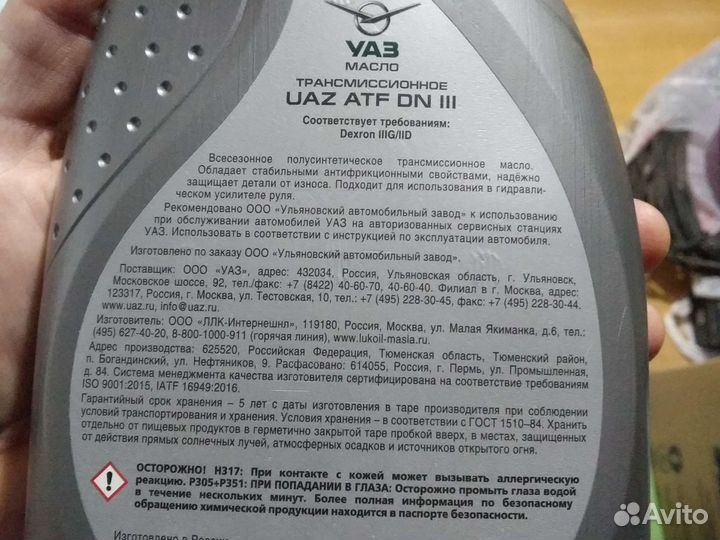 УАЗ
МАСЛО
ТРАНСМИССИОННОЕ
UAZ ATF DN III
Соответствует требованиям:
Dexron IIIG/IID
Всесезонное полусинтетическое трансмиссионное масло.
Обладает стабильными антифрикционными свойствами, надёжно
защищает детали от износа. Подходит для использования в гидравли-
ческом усилителе руля.
Рекомендовано ООО «Ульяновский автомобильный завод» к использованию
при обслуживании автомобилей УАЗ на авторизованных сервисных станциях
УАЗ. Использовать в соответствии с инструкцией по эксплуатации автомобиля.
Изготовлено по заказу ООО «Ульяновский автомобильный завод».
Поставщик: ООО «УАЗ», адрес: 432034, Россия, Ульяновская область, г. Ульяновск,
Московское шоссе, 92, тел./факс: +7 (8422) 40-60-70, 40-60-40. Филиал в г. Москва, адрес:
123317, Россия, г. Москва, ул. Тестовская, 10, тел.: +7 (495) 228-30-45, факс: +7 (495) 228-30-44.
www.uaz.ru, info@uaz.ru.
Изготовитель: ООО «ЛЛК-Интернешнл», 119180, Россия, Москва, ул. Малая Якиманка, д.6, тел.:
(495) 627-40-20, 8-800-1000-911 (горячая линия), www.lukoil-masla.ru.
Адрес производства: 625520, Российская Федерация, Тюменская область, Тюменский район,
п. Богандинский, ул. Нефтяников, 9. Расфасовано: 614055, Россия, г. Пермь, ул. Промышленная,
д. 84. Система менеджмента качества изготовителя сертифицирована на соответствие требованиям
ISO 9001:2015, IATF 16949:2016.
Гарантийный срок хранения – 5 лет с даты изготовления в таре производителя при соблюдении
условий транспортирования и хранения. Условия хранения – в соответствии с ГОСТ 1510–84. Хранить
отдельно от пищевых продуктов в герметично закрытой таре пробкой вверх, в местах, защищенных
от действия прямых солнечных лучей, атмосферных осадков и источников открытого огня.
ОСТОРОЖНО! H317: При контакте с кожей может вызывать аллергическую
реакцию. P305+P351: ПРИ ПОПАДАНИИ В ГЛАЗА: Осторожно промыть глаза водой
в течение нескольких минут. Более полная информация по безопасному
обращению химической продукции находится в паспорте безопасности.
Изготовлено в
Avito